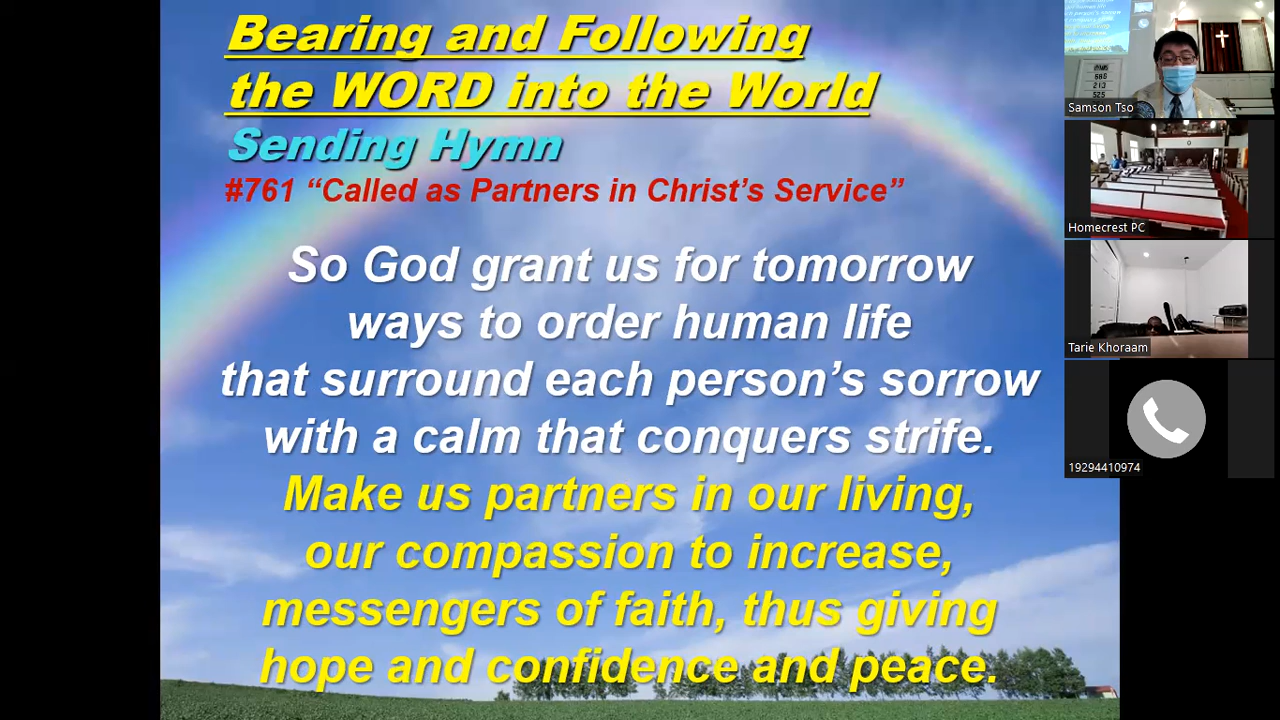 Bearing and Following
the WORD into the World
Sending Hymn
#761 “Called as Partners in Christ’s Service”
So God grant us for tomorrow
ways to order human life
that surround each person’s sorrow
with a calm that conquers strife.
Make us partners in our living,
our compassion to increase,
messengers of faith, thus giving
hope and confidence and peace.
Samson Tso
Homecrest PC
Tarie Khoraam
19294410974